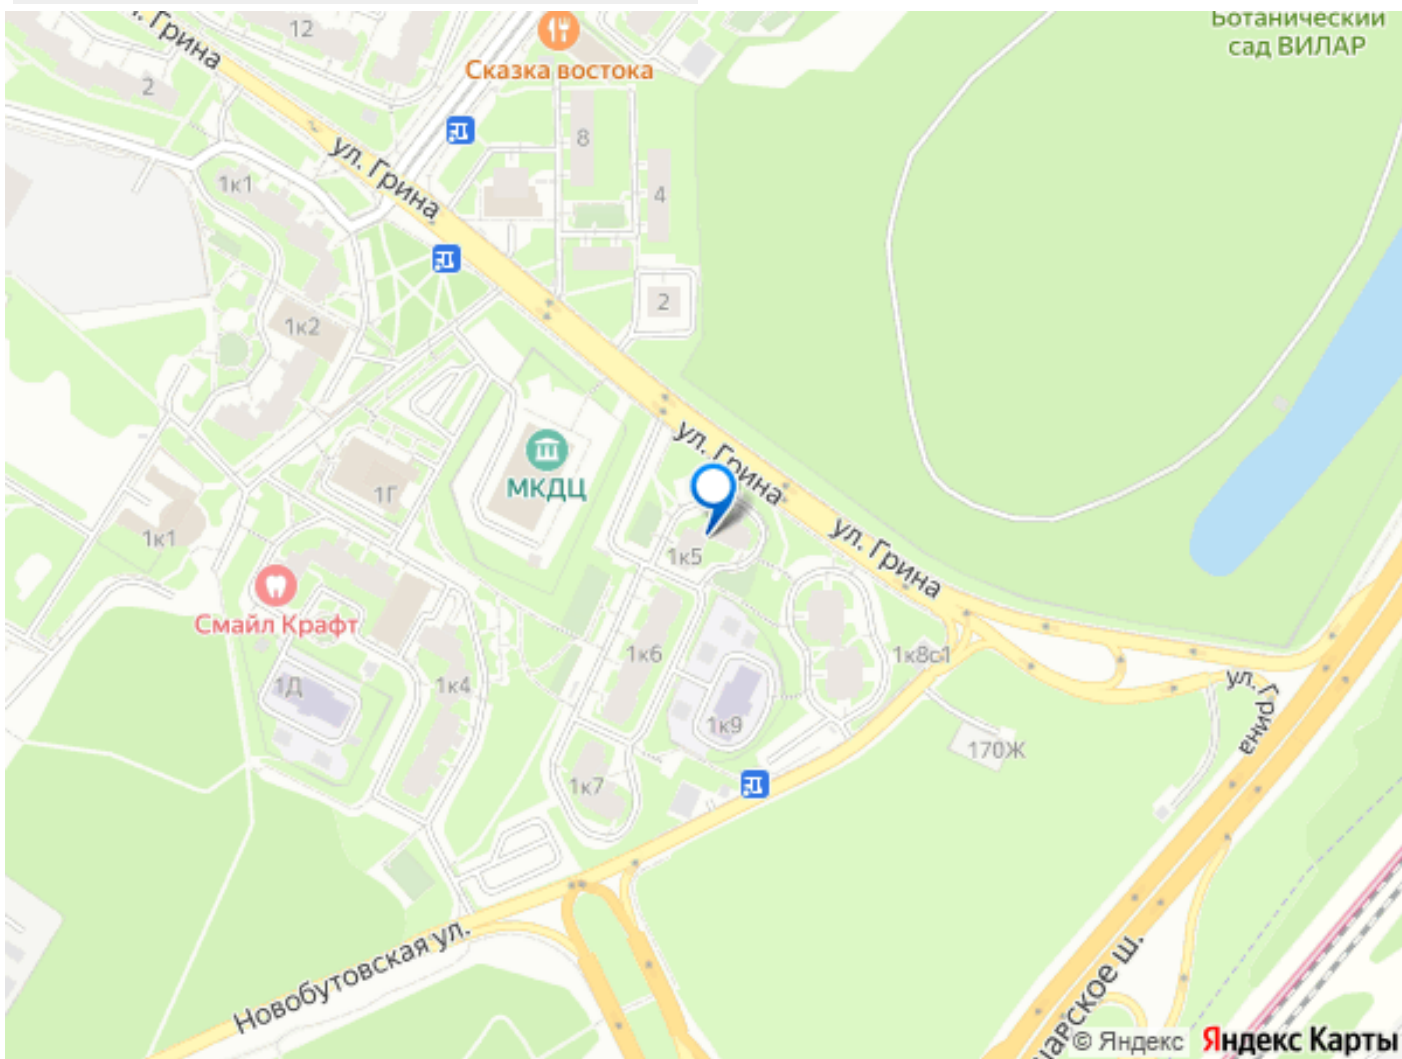 Ботанический
сад ВИЛАР
12
Грина
Сказка востока
2
8
ул. Грина
1к1
4
2
1к2
ул. Грина
МКДЦ
1Г
1к1
1к5
ул. Грина
Смайл Крафт
1к6
1к8с1
1Д
1к4
ул. Грина
1к9
170Ж
1к7
Новобутовская ул.
ш.
© Яндекс
Яндекс Карты